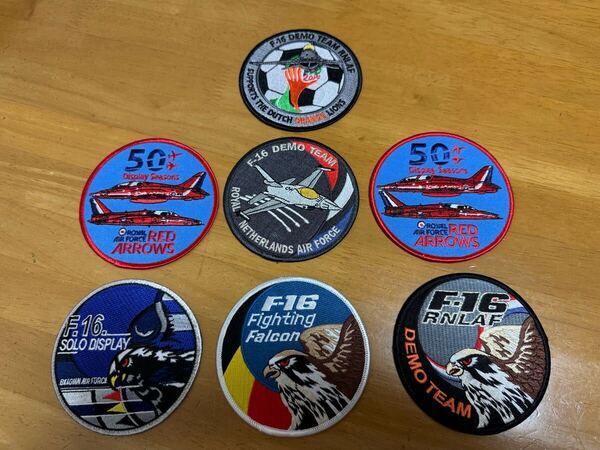 F-16 DEMO TEAM RNLAF
SUPPORTS THE DUTCH ORANGE LIONS
50
Display Seasons
ROYAL
AIR FORCE
RED
ARROWS
F-16 DEMO TEAM
ROYAL NETHERLANDS AIR FORCE
50
Display Seasons
ROYAL
AIR FORCE
RED
ARROWS
F.16.
SOLO DISPLAY
BELGIAN AIR FORCE
F-16
Fighting
Falcon
F-16
RNLAF
DEMO TEAM